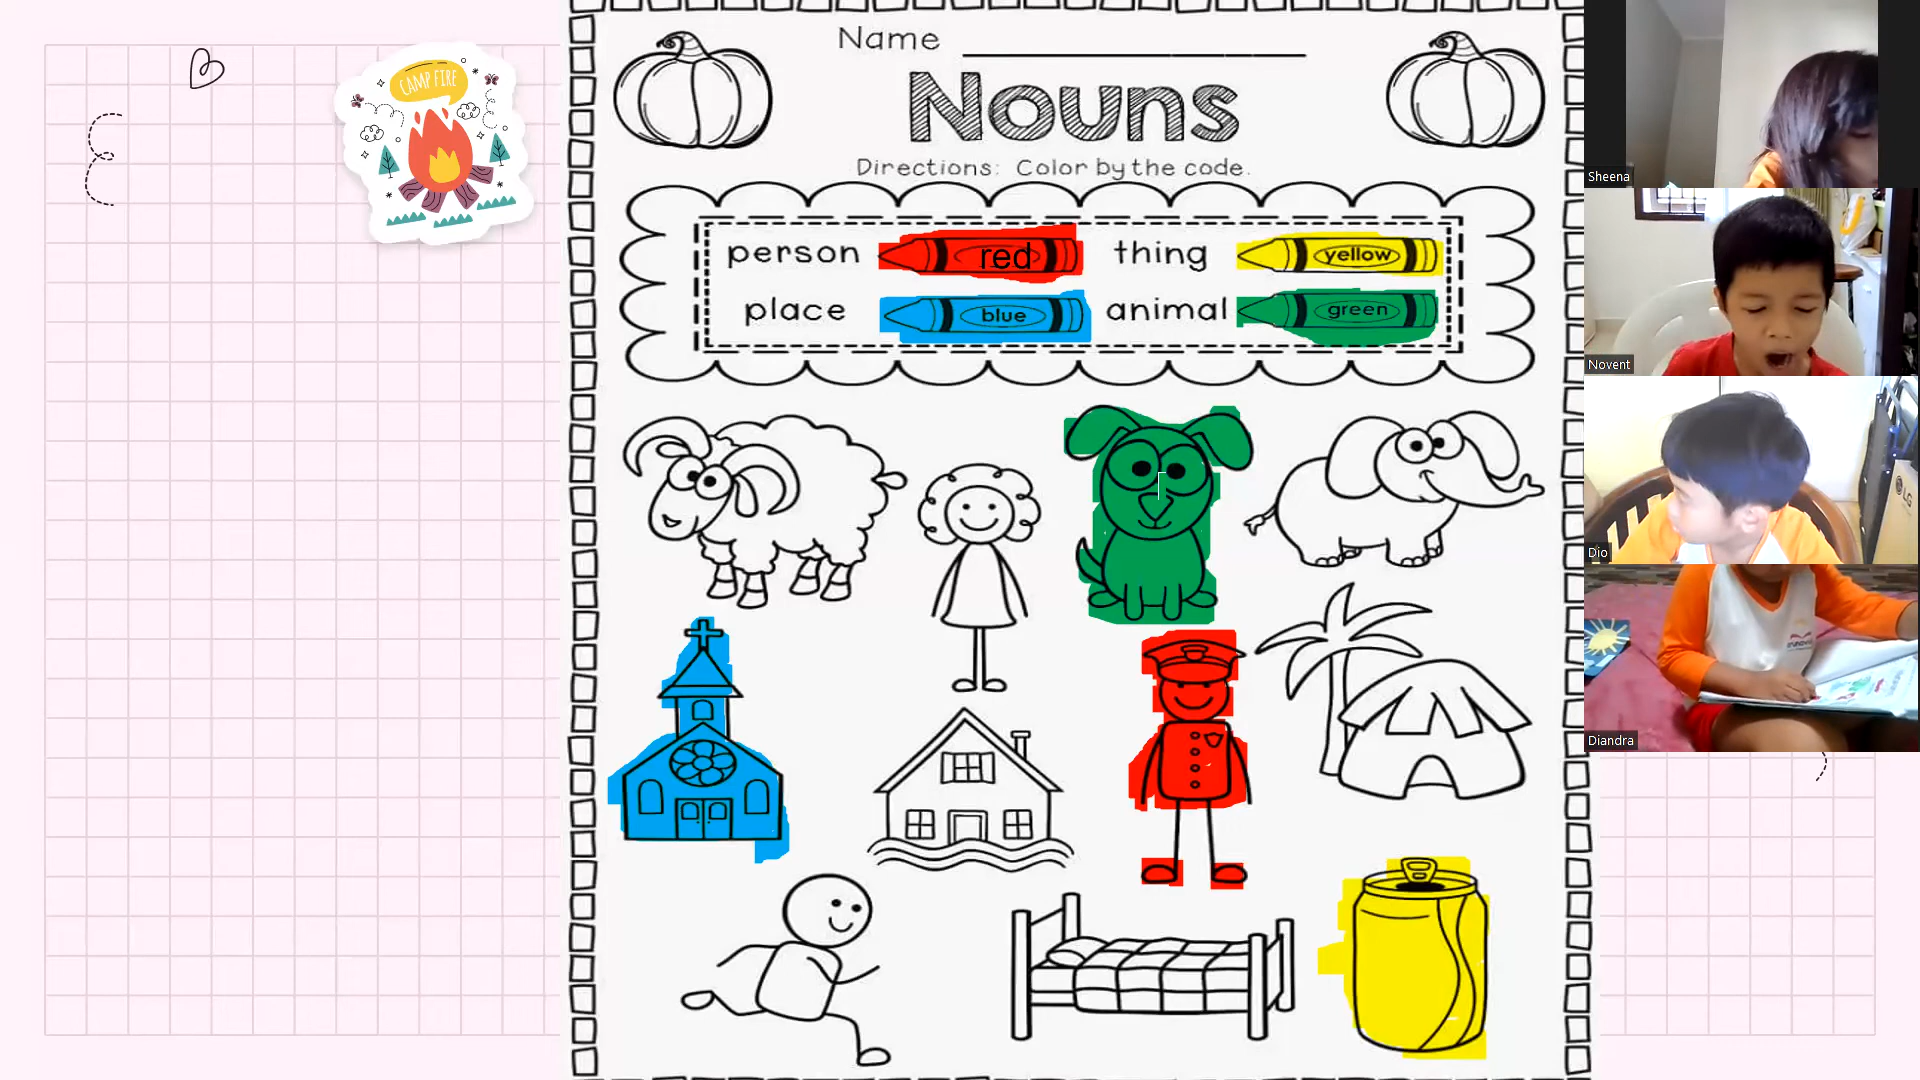 CAMP FIRE
Name
Nouns
Directions: Color by the code.
person red thing yellow
place blue animal green
Sheena
Novent
Dio
LG
Diandra